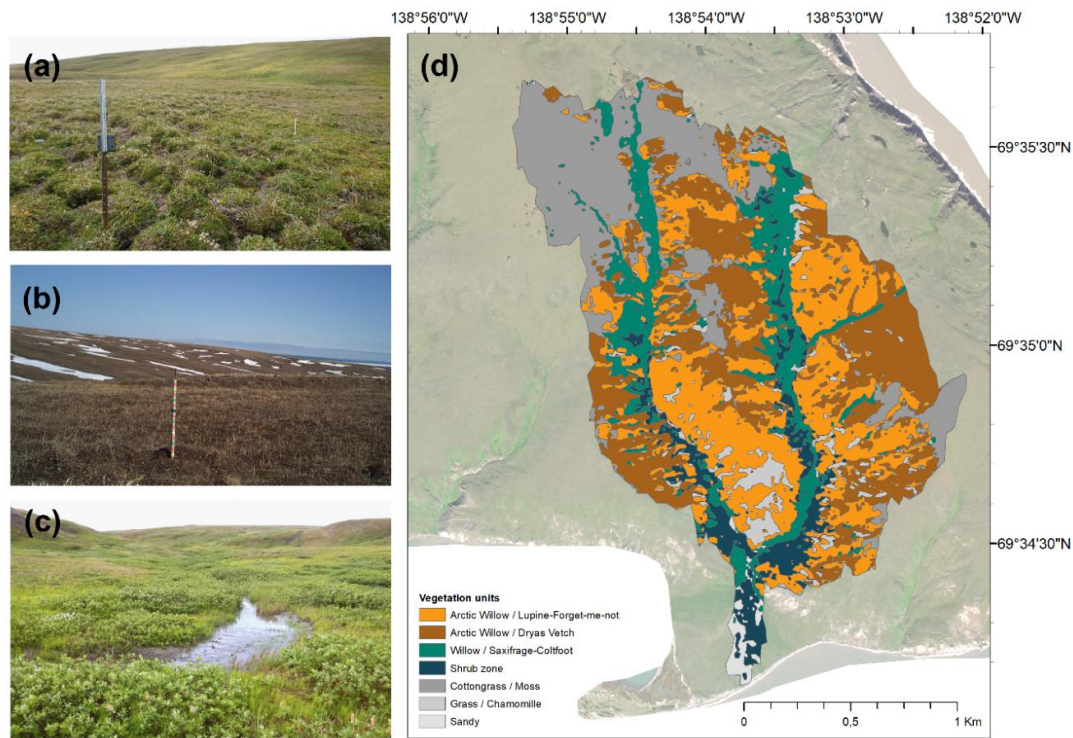 (a)
(b)
(c)
(d)
138°56'0"W 138°55'0"W 138°54'0"W 138°53'0"W 138°52'0"W
69°35'30"N
69°35'0"N
69°34'30"N
Vegetation units
Arctic Willow / Lupine-Forget-me-not
Arctic Willow / Dryas Vetch
Willow / Saxifrage-Coltfoot
Shrub zone
Cottongrass / Moss
Grass / Chamomille
Sandy
0 0,5 1 Km